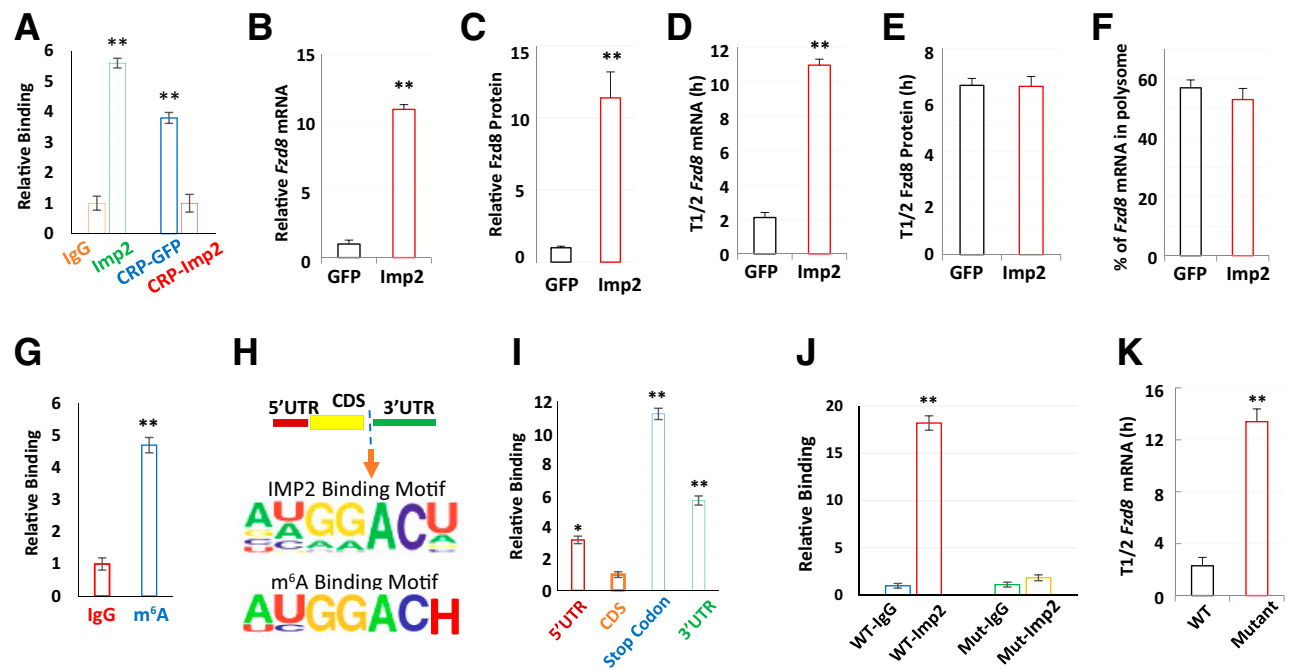 A
Relative Binding
6
5
4
3
2
1
0
**
**
IgG
Imp2
CRP-GFP
CRP-Imp2
B
Relative Fzd8 mRNA
15
10
5
0
**
GFP Imp2
C
Relative Fzd8 Protein
15
10
5
0
**
GFP Imp2
D
T1/2 Fzd8 mRNA (h)
12
10
8
6
4
2
0
**
GFP Imp2
E
T1/2 Fzd8 Protein (h)
8
6
4
2
0
GFP Imp2
F
% of Fzd8 mRNA in polysome
60
40
20
0
GFP Imp2
G
Relative Binding
6
5
4
3
2
1
0
**
IgG m⁶A
H
5'UTR CDS 3'UTR
IMP2 Binding Motif
AUGGACU
m⁶A Binding Motif
AUGGACH
I
Relative Binding
12
10
8
6
4
2
0
*
**
**
5'UTR
CDS
Stop Codon
3'UTR
J
Relative Binding
20
15
10
5
0
**
WT-IgG
WT-Imp2
Mut-IgG
Mut-Imp2
K
T1/2 Fzd8 mRNA (h)
16
12
8
4
0
**
WT
Mutant